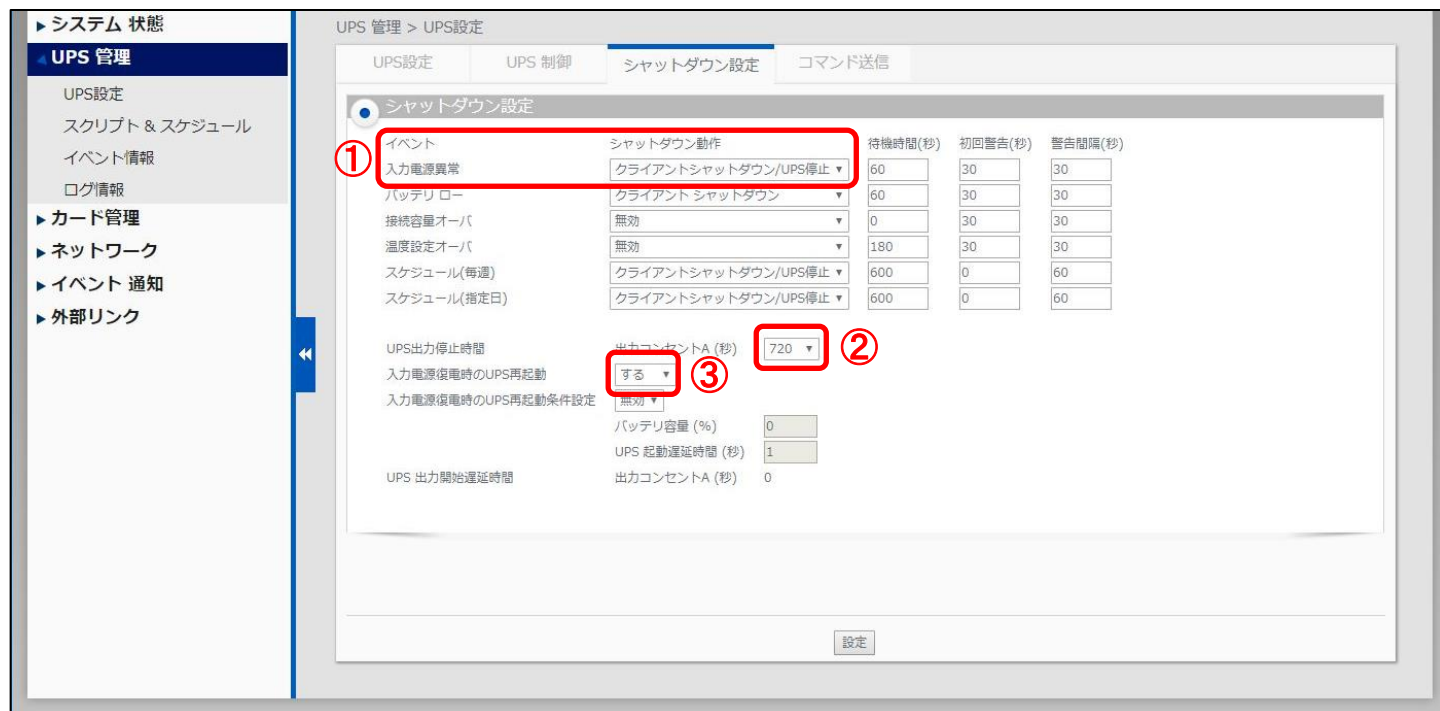 ▸システム 状態
UPS 管理
UPS設定
スクリプト & スケジュール
イベント情報
ログ情報
▸カード管理
▸ネットワーク
▸イベント 通知
▸外部リンク
UPS 管理 > UPS設定
UPS設定 UPS 制御 シャットダウン設定 コマンド送信
シャットダウン設定
① イベント シャットダウン動作 待機時間(秒) 初回警告(秒) 警告間隔(秒)
入力電源異常 クライアントシャットダウン/UPS停止 ▼ 60 30 30
バッテリ ロー クライアント シャットダウン ▼ 60 30 30
接続容量オーバ 無効 ▼ 0 30 30
温度設定オーバ 無効 ▼ 180 30 30
スケジュール(毎週) クライアントシャットダウン/UPS停止 ▼ 600 0 60
スケジュール(指定日) クライアントシャットダウン/UPS停止 ▼ 600 0 60
UPS出力停止時間 出力コンセントA (秒) 720 ▼ ②
入力電源復電時のUPS再起動 する ▼ ③
入力電源復電時のUPS再起動条件設定 無効 ▼
バッテリ容量 (%) 0
UPS 起動遅延時間 (秒) 1
UPS 出力開始遅延時間 出力コンセントA (秒) 0
設定